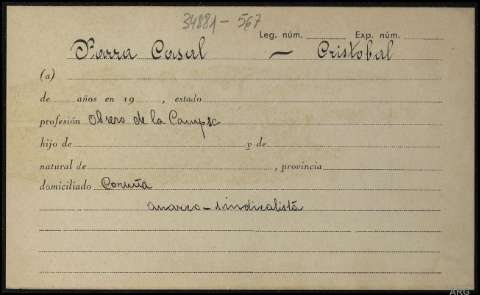 34881-567
Leg. núm. Exp. núm.
Parra Casal — Cristobal
(a)
de años en 19 , estado
profesión Obrero de la Campsa
hijo de y de
natural de , provincia
domiciliado Coruña
anarco-sindicalista
ARG